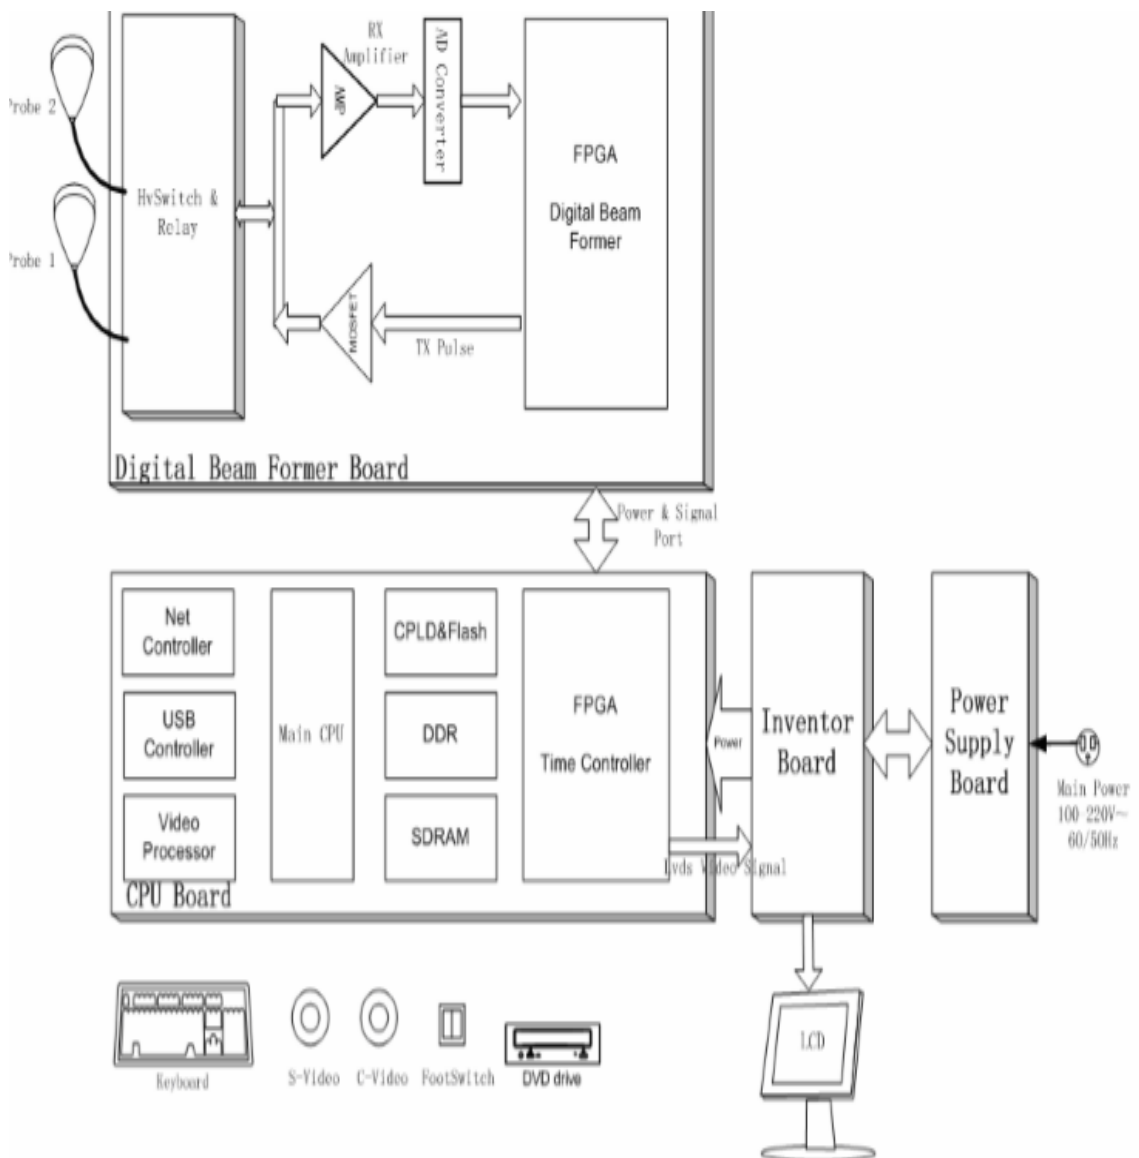 RX
Amplifier
AD Converter
AMP
Probe 2
FPGA
HvSwitch &
Relay
Digital Beam
Former
Probe 1
MOSFET
TX Pulse
Digital Beam Former Board
Power & Signal
Port
Net
Controller
CPLD&Flash
FPGA
USB
Controller
Main CPU
DDR
Time Controller
Power
Inventor
Board
Power
Supply
Board
Main Power
100-220V~
60/50Hz
Video
Processor
SDRAM
Lvds Video Signal
CPU Board
LCD
Keyboard
S-Video
C-Video
FootSwitch
DVD drive